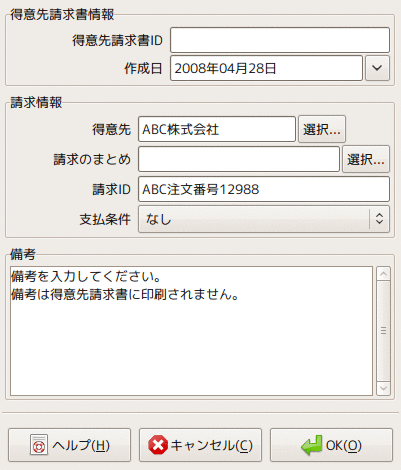 得意先請求書情報
得意先請求書ID
作成日 2008年04月28日
請求情報
得意先 ABC株式会社 選択...
請求のまとめ 選択...
請求ID ABC注文番号12988
支払条件 なし
備考
備考を入力してください。
備考は得意先請求書に印刷されません。
ヘルプ(H) キャンセル(C) OK(O)